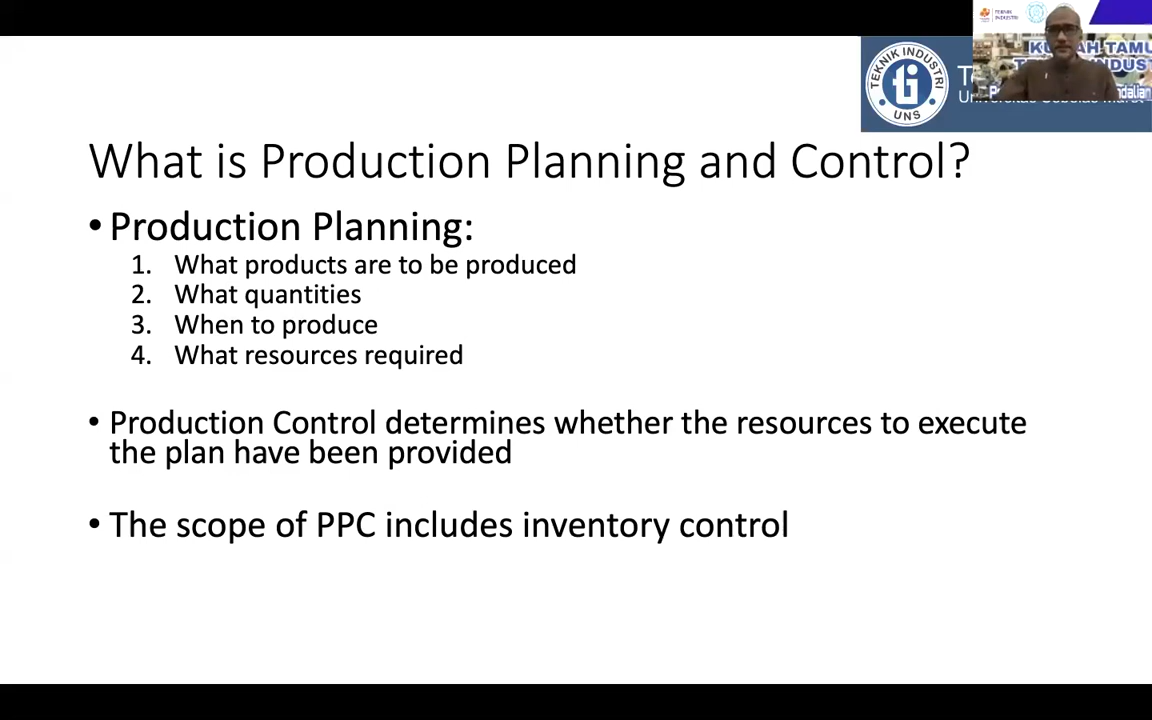 TEKNIK
INDUSTRI
TEKNIK INDUSTRI
UNS
What is Production Planning and Control?
• Production Planning:
1. What products are to be produced
2. What quantities
3. When to produce
4. What resources required
• Production Control determines whether the resources to execute
the plan have been provided
• The scope of PPC includes inventory control